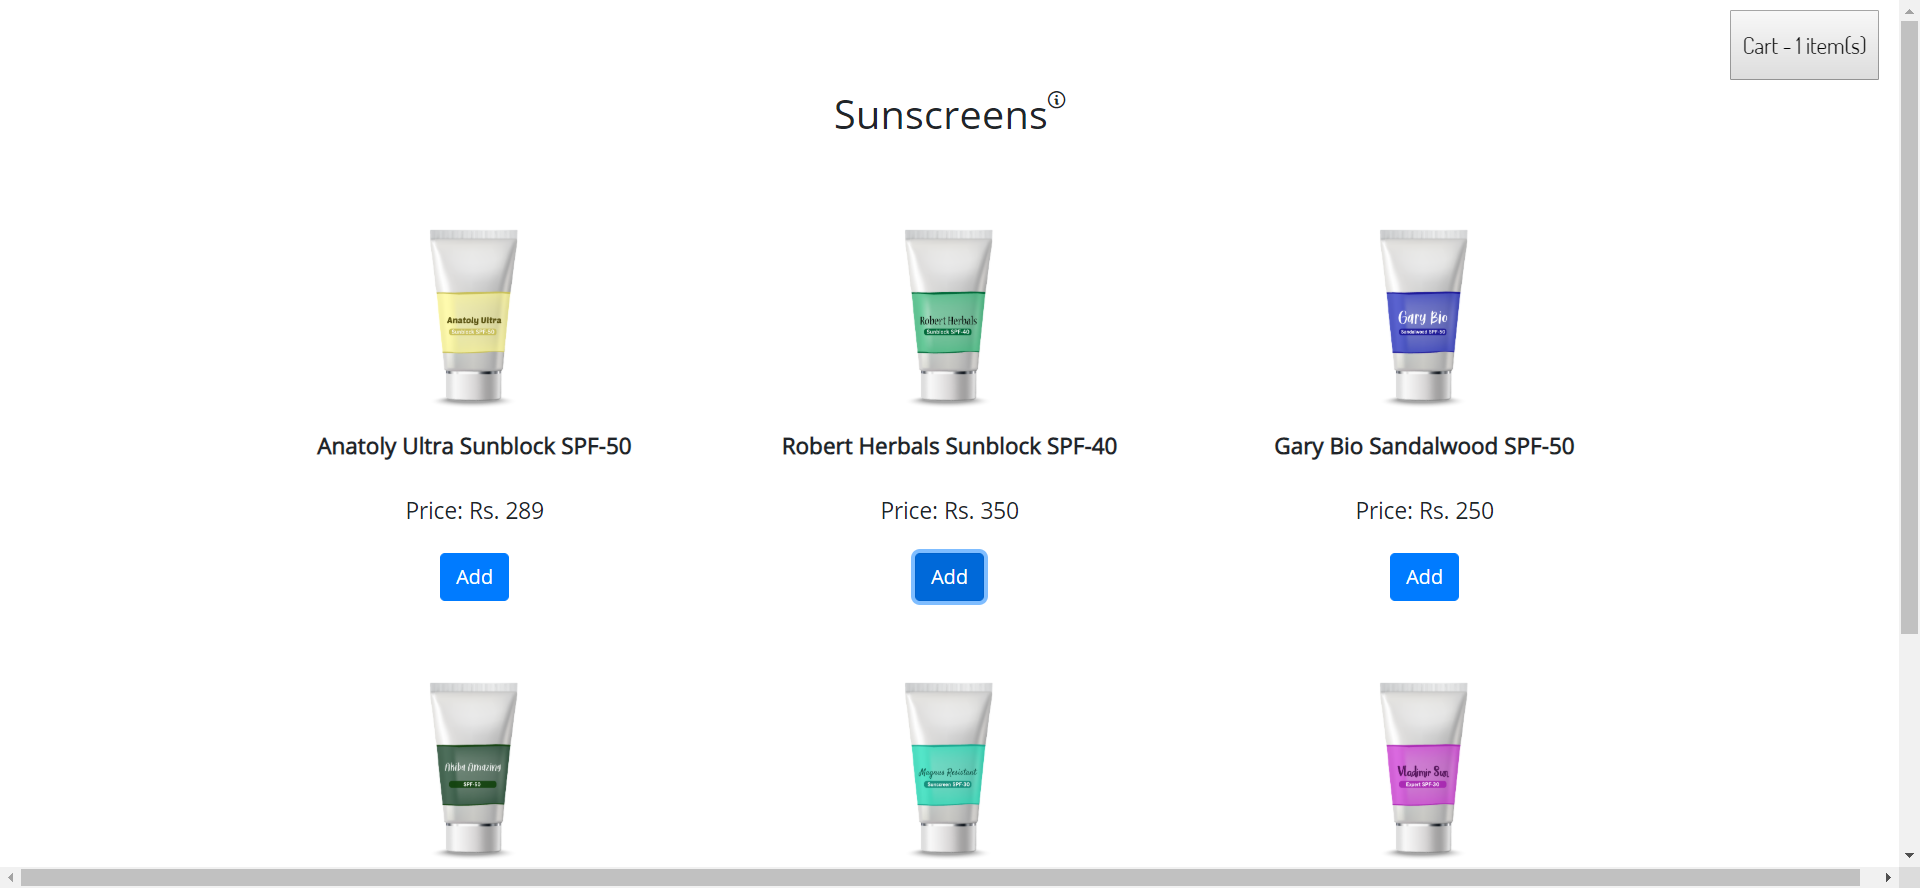 Cart - 1 item(s)
Sunscreens
Anatoly Ultra
Sunblock SPF-50
Robert Herbals
Sunblock SPF-40
Gary Bio
Sandalwood SPF-50
Anatoly Ultra Sunblock SPF-50
Robert Herbals Sunblock SPF-40
Gary Bio Sandalwood SPF-50
Price: Rs. 289
Price: Rs. 350
Price: Rs. 250
Add
Add
Add
Amazing
SPF-50
Magnus Resistant
Sunscreen SPF-30
Vladimir Sun
Expert SPF-30